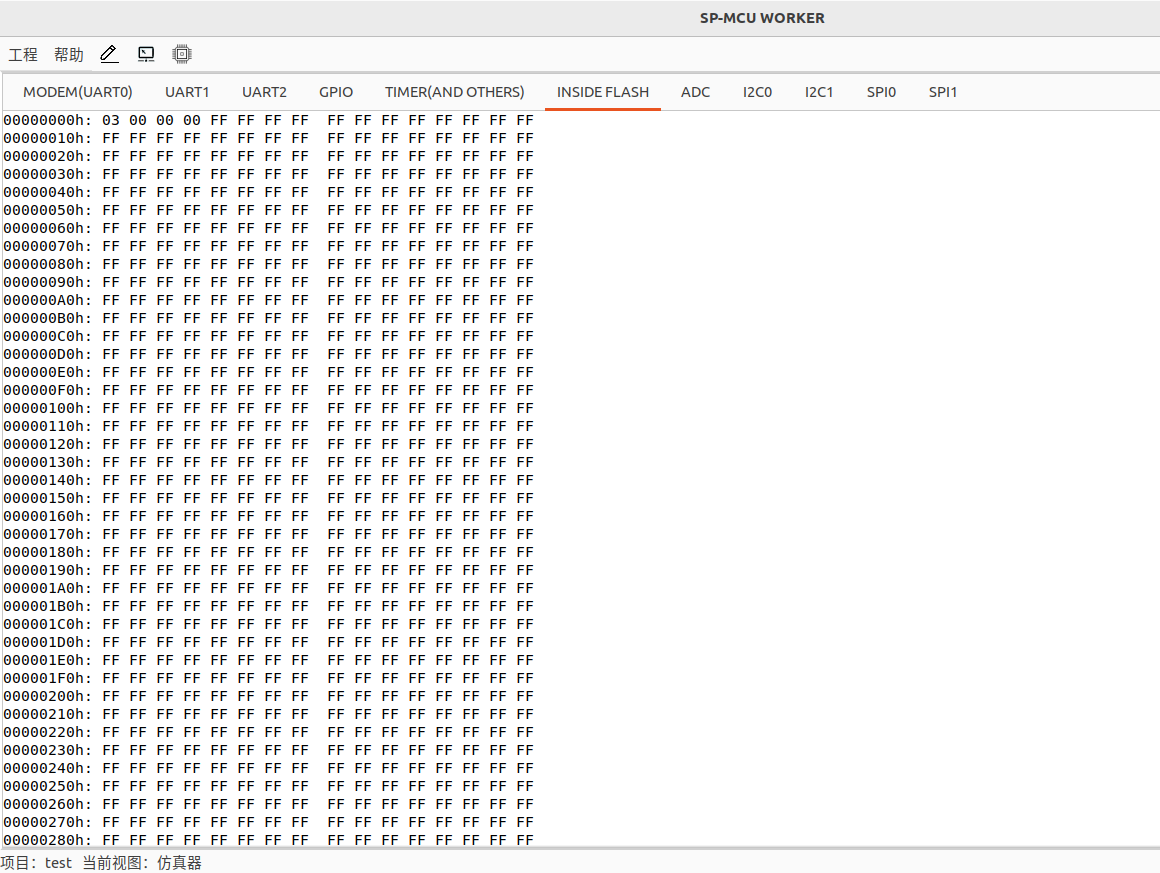 SP-MCU WORKER
工程 帮助
MODEM(UART0) UART1 UART2 GPIO TIMER(AND OTHERS) INSIDE FLASH ADC I2C0 I2C1 SPI0 SPI1
00000000h: 03 00 00 00 FF FF FF FF  FF FF FF FF FF FF FF FF
00000010h: FF FF FF FF FF FF FF FF  FF FF FF FF FF FF FF FF
00000020h: FF FF FF FF FF FF FF FF  FF FF FF FF FF FF FF FF
00000030h: FF FF FF FF FF FF FF FF  FF FF FF FF FF FF FF FF
00000040h: FF FF FF FF FF FF FF FF  FF FF FF FF FF FF FF FF
00000050h: FF FF FF FF FF FF FF FF  FF FF FF FF FF FF FF FF
00000060h: FF FF FF FF FF FF FF FF  FF FF FF FF FF FF FF FF
00000070h: FF FF FF FF FF FF FF FF  FF FF FF FF FF FF FF FF
00000080h: FF FF FF FF FF FF FF FF  FF FF FF FF FF FF FF FF
00000090h: FF FF FF FF FF FF FF FF  FF FF FF FF FF FF FF FF
000000A0h: FF FF FF FF FF FF FF FF  FF FF FF FF FF FF FF FF
000000B0h: FF FF FF FF FF FF FF FF  FF FF FF FF FF FF FF FF
000000C0h: FF FF FF FF FF FF FF FF  FF FF FF FF FF FF FF FF
000000D0h: FF FF FF FF FF FF FF FF  FF FF FF FF FF FF FF FF
000000E0h: FF FF FF FF FF FF FF FF  FF FF FF FF FF FF FF FF
000000F0h: FF FF FF FF FF FF FF FF  FF FF FF FF FF FF FF FF
00000100h: FF FF FF FF FF FF FF FF  FF FF FF FF FF FF FF FF
00000110h: FF FF FF FF FF FF FF FF  FF FF FF FF FF FF FF FF
00000120h: FF FF FF FF FF FF FF FF  FF FF FF FF FF FF FF FF
00000130h: FF FF FF FF FF FF FF FF  FF FF FF FF FF FF FF FF
00000140h: FF FF FF FF FF FF FF FF  FF FF FF FF FF FF FF FF
00000150h: FF FF FF FF FF FF FF FF  FF FF FF FF FF FF FF FF
00000160h: FF FF FF FF FF FF FF FF  FF FF FF FF FF FF FF FF
00000170h: FF FF FF FF FF FF FF FF  FF FF FF FF FF FF FF FF
00000180h: FF FF FF FF FF FF FF FF  FF FF FF FF FF FF FF FF
00000190h: FF FF FF FF FF FF FF FF  FF FF FF FF FF FF FF FF
000001A0h: FF FF FF FF FF FF FF FF  FF FF FF FF FF FF FF FF
000001B0h: FF FF FF FF FF FF FF FF  FF FF FF FF FF FF FF FF
000001C0h: FF FF FF FF FF FF FF FF  FF FF FF FF FF FF FF FF
000001D0h: FF FF FF FF FF FF FF FF  FF FF FF FF FF FF FF FF
000001E0h: FF FF FF FF FF FF FF FF  FF FF FF FF FF FF FF FF
000001F0h: FF FF FF FF FF FF FF FF  FF FF FF FF FF FF FF FF
00000200h: FF FF FF FF FF FF FF FF  FF FF FF FF FF FF FF FF
00000210h: FF FF FF FF FF FF FF FF  FF FF FF FF FF FF FF FF
00000220h: FF FF FF FF FF FF FF FF  FF FF FF FF FF FF FF FF
00000230h: FF FF FF FF FF FF FF FF  FF FF FF FF FF FF FF FF
00000240h: FF FF FF FF FF FF FF FF  FF FF FF FF FF FF FF FF
00000250h: FF FF FF FF FF FF FF FF  FF FF FF FF FF FF FF FF
00000260h: FF FF FF FF FF FF FF FF  FF FF FF FF FF FF FF FF
00000270h: FF FF FF FF FF FF FF FF  FF FF FF FF FF FF FF FF
00000280h: FF FF FF FF FF FF FF FF  FF FF FF FF FF FF FF FF
项目：test 当前视图：仿真器